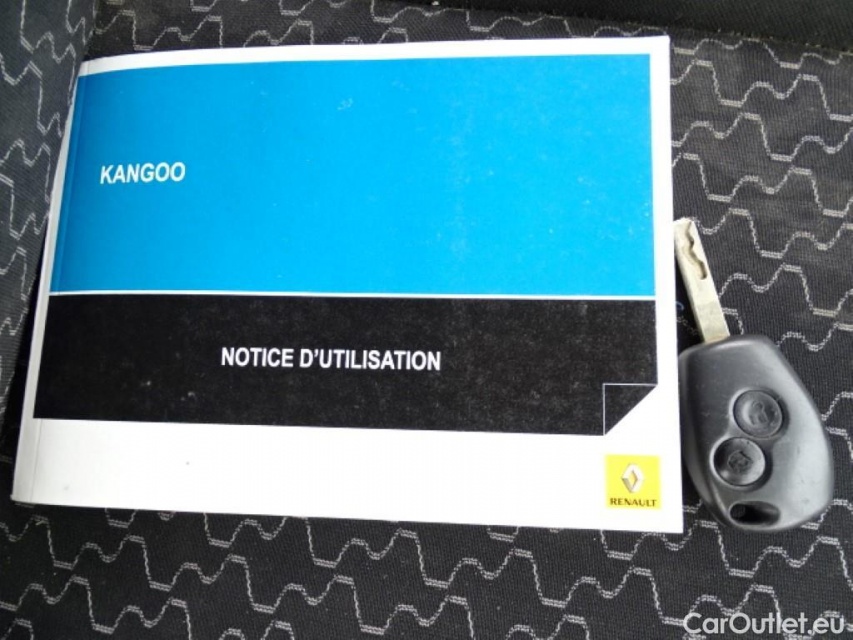 KANGOO
NOTICE D'UTILISATION
RENAULT
CarOutlet.eu